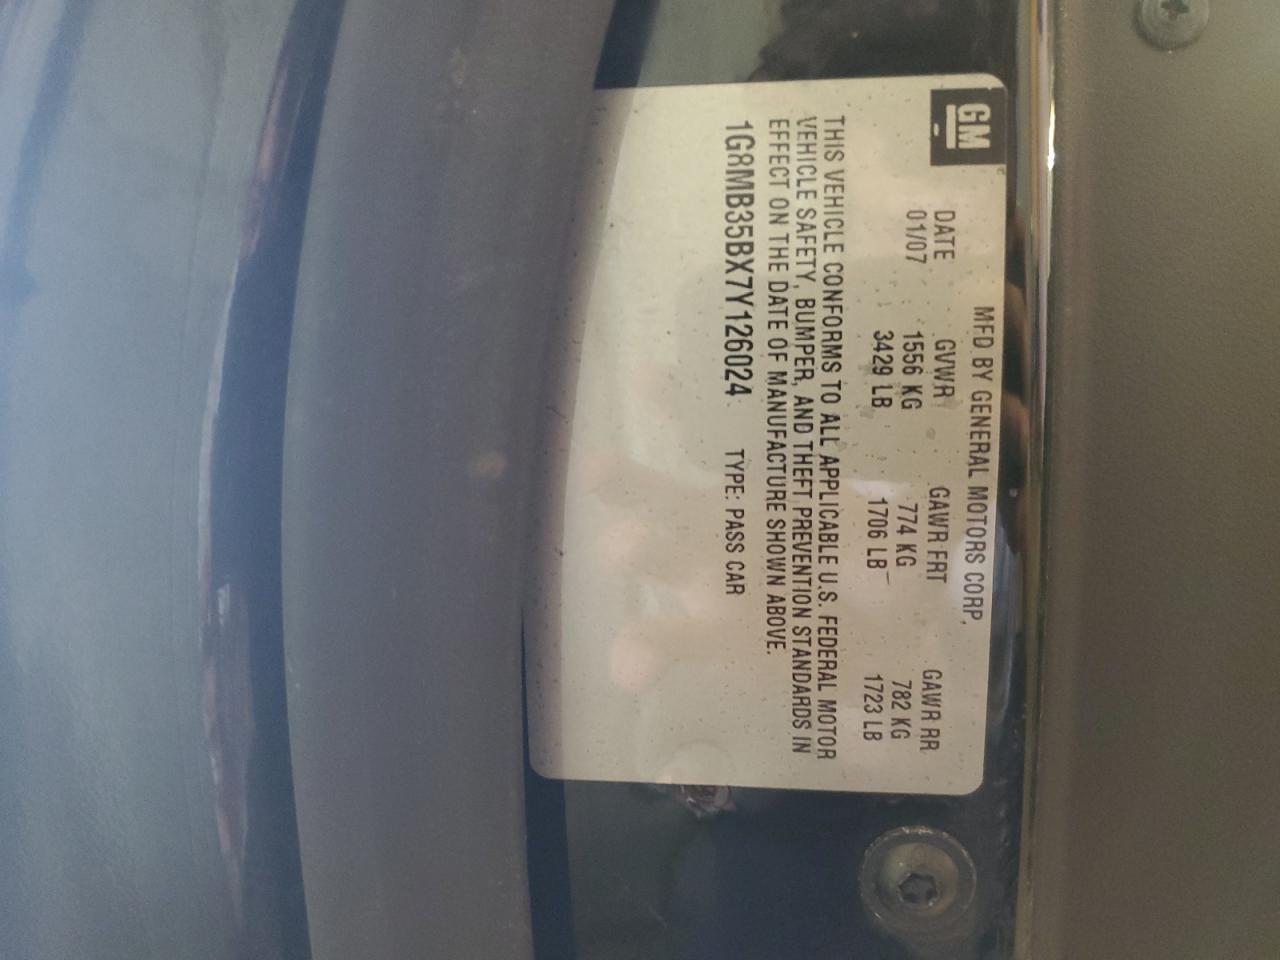 GM
MFD BY GENERAL MOTORS CORP.
DATE GVWR GAWR FRT GAWR RR
01/07 1556 KG 774 KG 782 KG
3429 LB 1706 LB 1723 LB
THIS VEHICLE CONFORMS TO ALL APPLICABLE U.S. FEDERAL MOTOR
VEHICLE SAFETY, BUMPER, AND THEFT PREVENTION STANDARDS IN
EFFECT ON THE DATE OF MANUFACTURE SHOWN ABOVE.
1G8MB35BX7Y126024 TYPE: PASS CAR